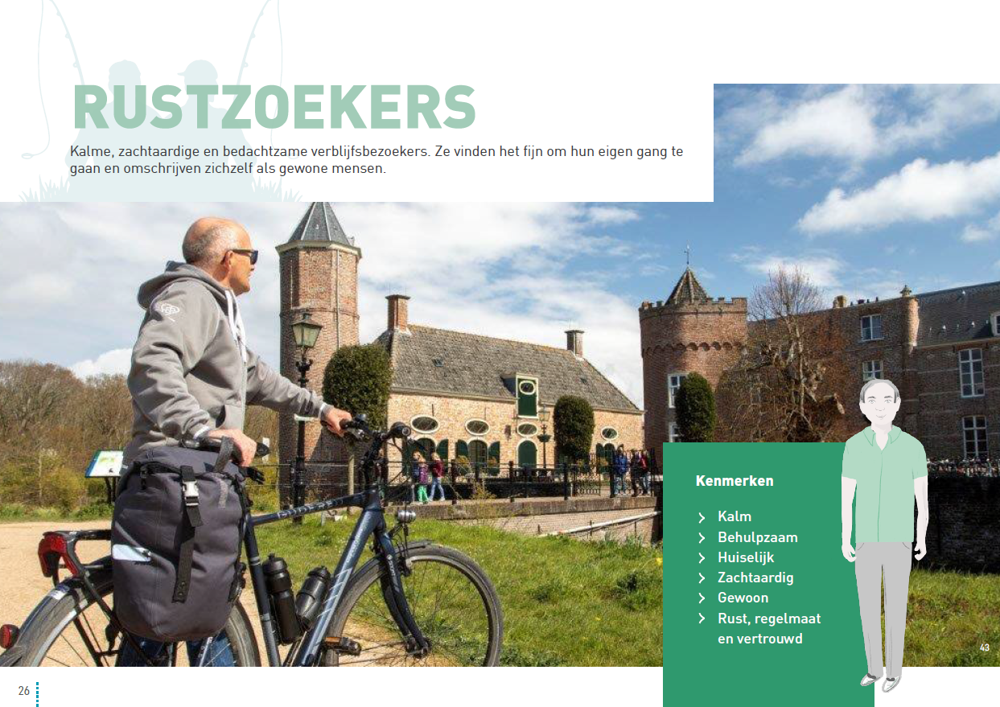 RUSTZOEKERS
Kalme, zachtaardige en bedachtzame verblijfsbezoekers. Ze vinden het fijn om hun eigen gang te
gaan en omschrijven zichzelf als gewone mensen.
Kenmerken
Kalm
Behulpzaam
Huiselijk
Zachtaardig
Gewoon
Rust, regelmaat
en vertrouwd
43
26